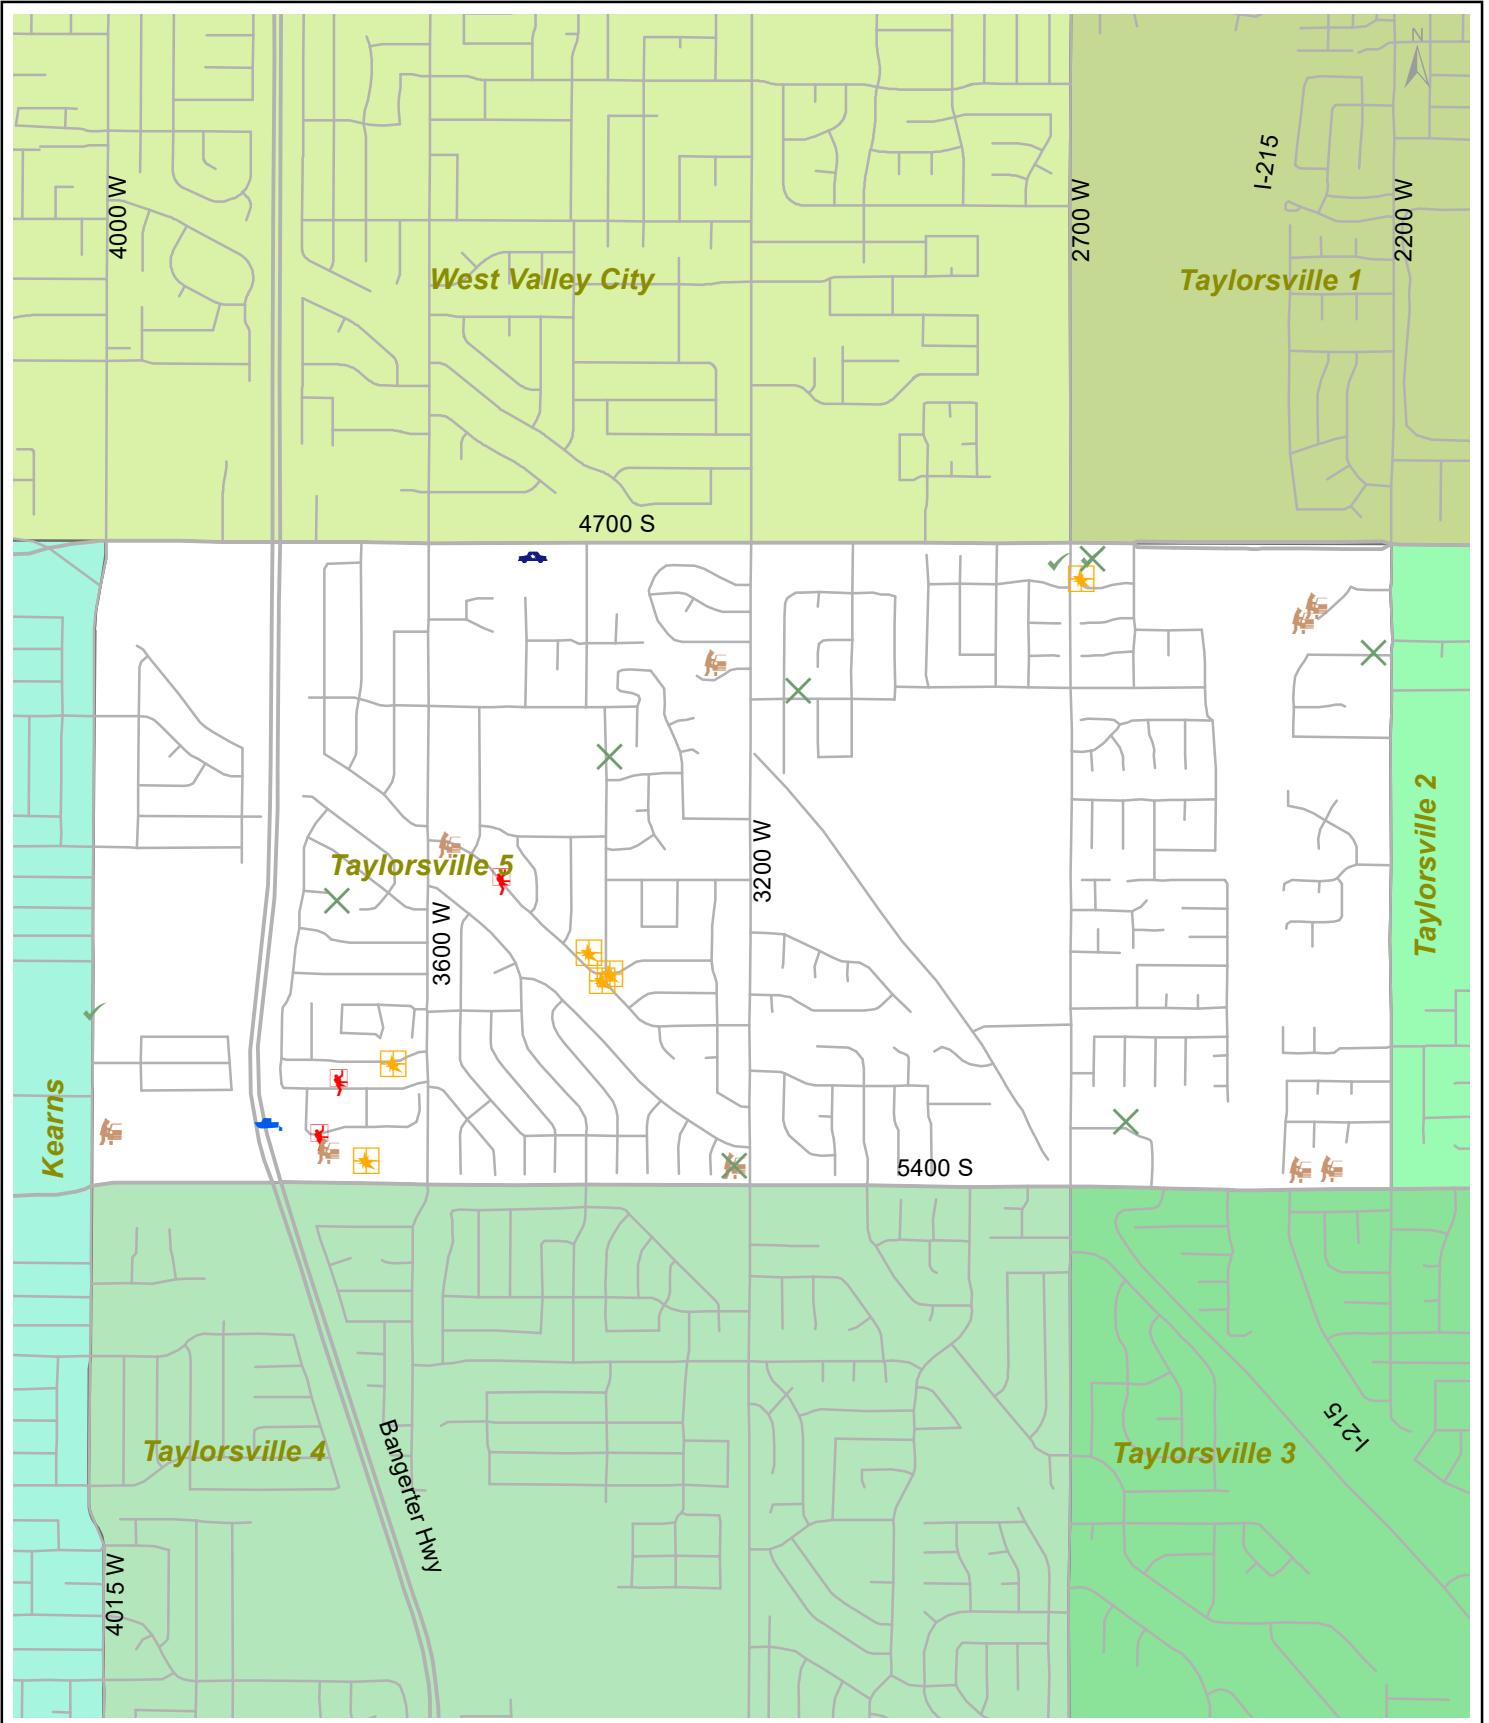 N
I-215
4000 W
2700 W
2200 W
West Valley City
Taylorsville 1
4700 S
Taylorsville 2
3200 W
Taylorsville 5
3600 W
Kearns
5400 S
I-215
Taylorsville 4
Bangerter Hwy
Taylorsville 3
4015 W